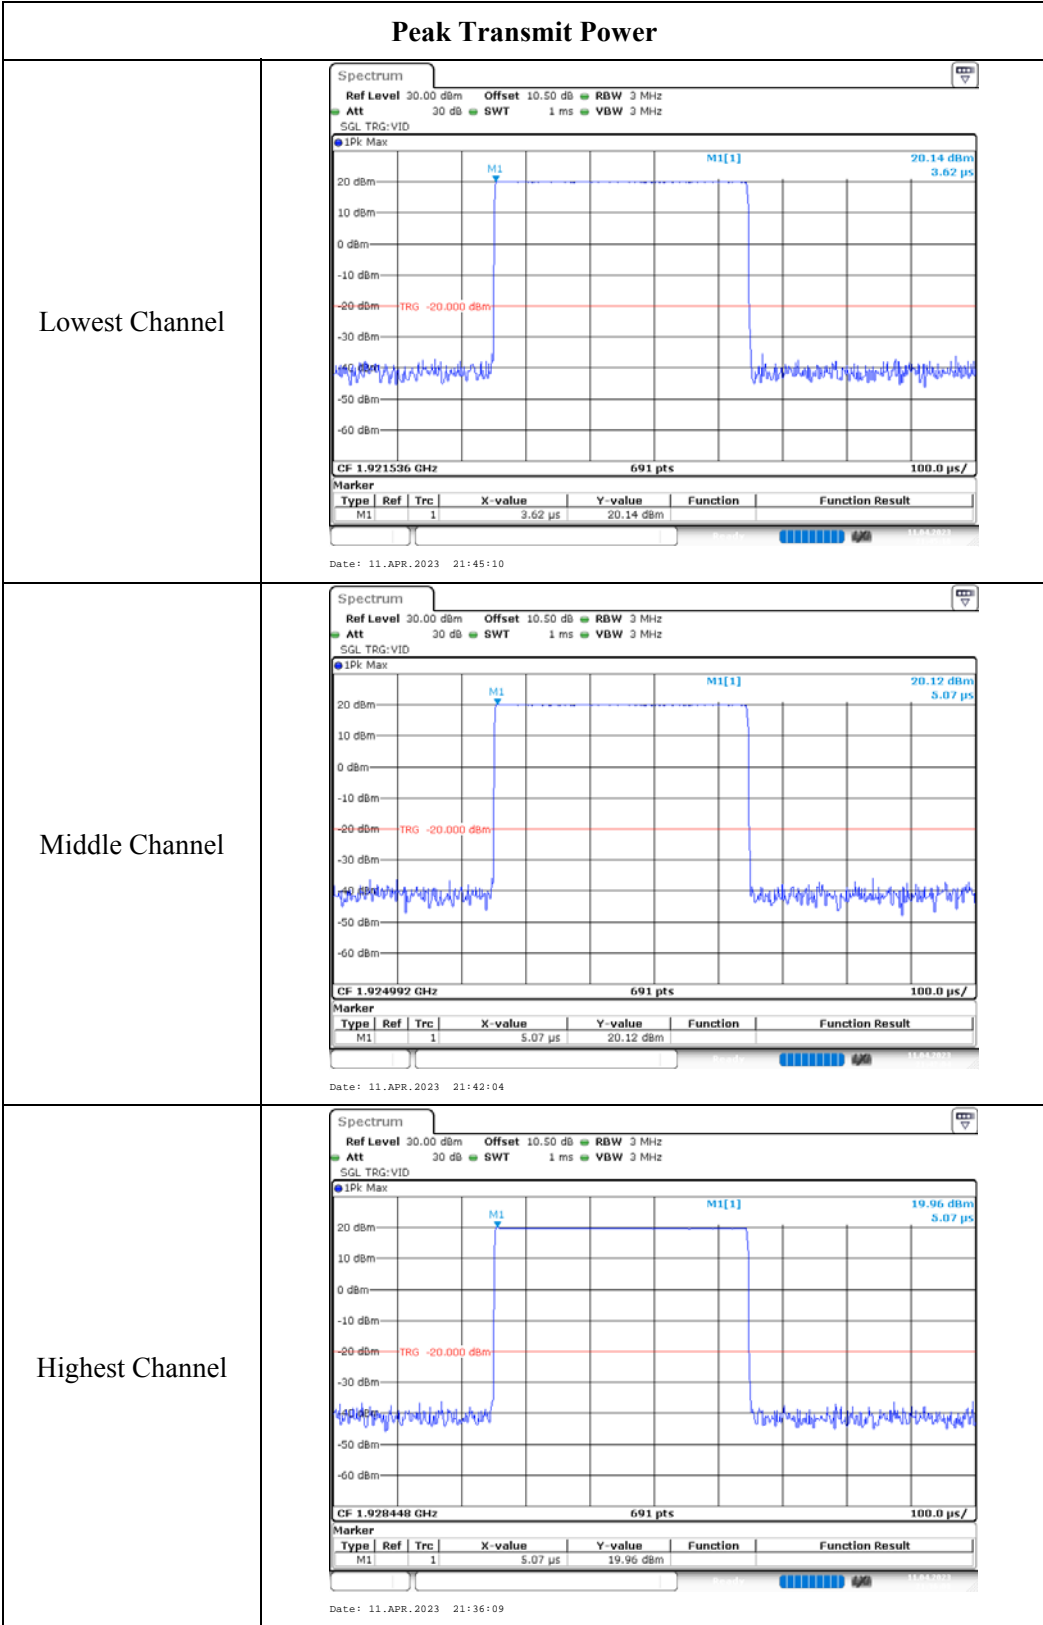 Peak Transmit Power
Lowest Channel
Spectrum
Ref Level 30.00 dBm Offset 10.50 dB RBW 3 MHz
Att 30 dB SWT 1 ms VBW 3 MHz
SGL TRG:VID
1Pk Max
M1[1] 20.14 dBm
3.62 µs
M1
20 dBm
10 dBm
0 dBm
-10 dBm
-20 dBm TRG -20.000 dBm
-30 dBm
-40 dBm
-50 dBm
-60 dBm
CF 1.921536 GHz 691 pts 100.0 µs/
Marker
Type Ref Trc X-value Y-value Function Function Result
M1 1 3.62 µs 20.14 dBm
Date: 11.APR.2023 21:45:10
Middle Channel
Spectrum
Ref Level 30.00 dBm Offset 10.50 dB RBW 3 MHz
Att 30 dB SWT 1 ms VBW 3 MHz
SGL TRG:VID
1Pk Max
M1[1] 20.12 dBm
5.07 µs
M1
20 dBm
10 dBm
0 dBm
-10 dBm
-20 dBm TRG -20.000 dBm
-30 dBm
-40 dBm
-50 dBm
-60 dBm
CF 1.924992 GHz 691 pts 100.0 µs/
Marker
Type Ref Trc X-value Y-value Function Function Result
M1 1 5.07 µs 20.12 dBm
Date: 11.APR.2023 21:42:04
Highest Channel
Spectrum
Ref Level 30.00 dBm Offset 10.50 dB RBW 3 MHz
Att 30 dB SWT 1 ms VBW 3 MHz
SGL TRG:VID
1Pk Max
M1[1] 19.96 dBm
5.07 µs
M1
20 dBm
10 dBm
0 dBm
-10 dBm
-20 dBm TRG -20.000 dBm
-30 dBm
-40 dBm
-50 dBm
-60 dBm
CF 1.928448 GHz 691 pts 100.0 µs/
Marker
Type Ref Trc X-value Y-value Function Function Result
M1 1 5.07 µs 19.96 dBm
Date: 11.APR.2023 21:36:09